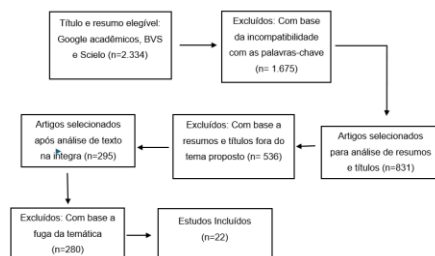 Título e resumo elegível:
Google acadêmicos, BVS
e Scielo (n=2.334)
Excluídos: Com base
da incompatibilidade
com as palavras-chave
(n= 1.675)
Artigos selecionados
após análise de texto
na íntegra (n=295)
Excluídos: Com base a
resumos e títulos fora do
tema proposto (n= 536)
Artigos selecionados
para análise de resumos
e títulos (n=831)
Excluídos: Com base a
fuga da temática
(n=280)
Estudos Incluídos
(n=22)